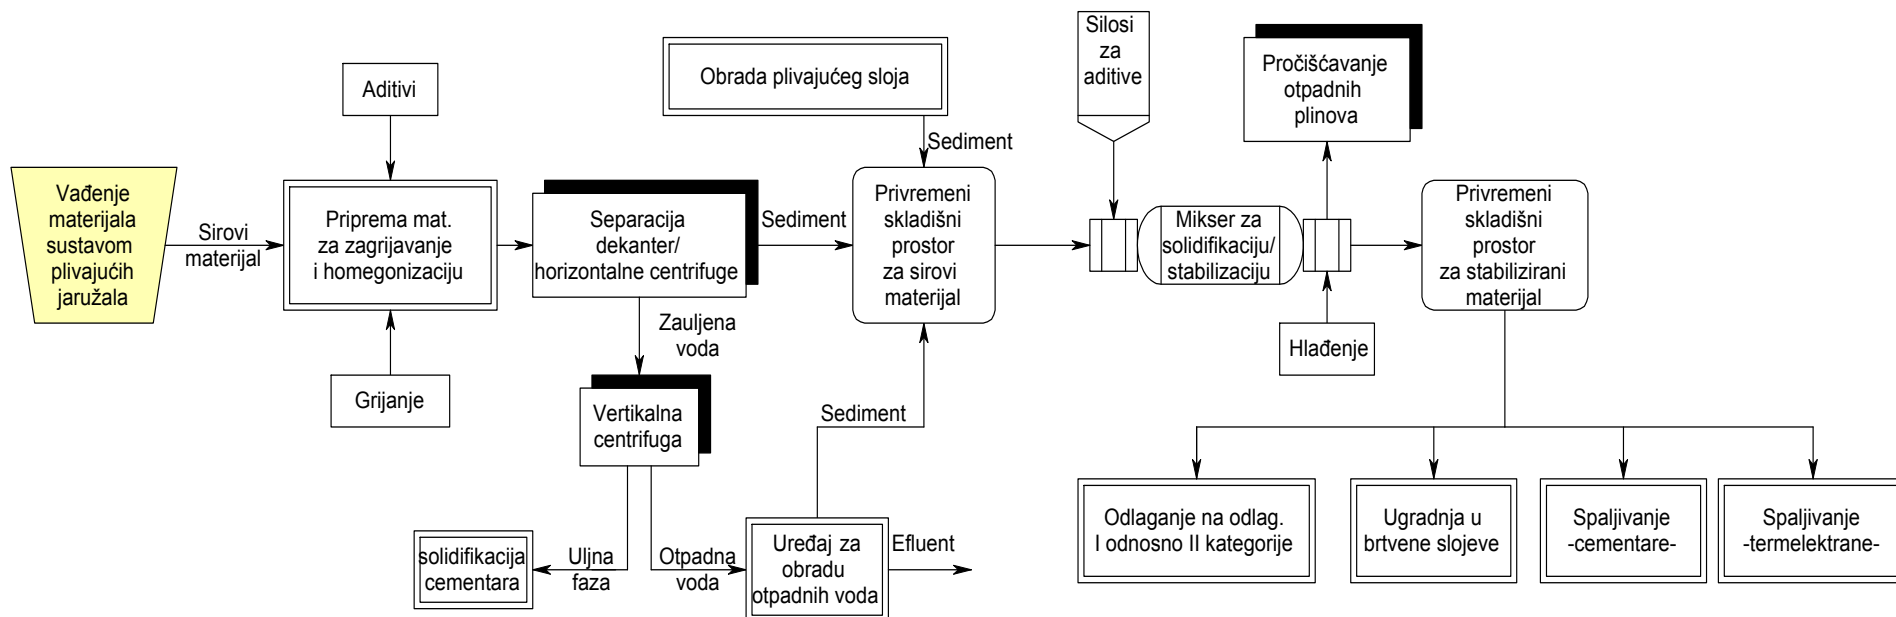 Vađenje
materijala
sustavom
plivajućih
jaružala
Sirovi
materijal
Aditivi
Priprema mat.
za zagrijavanje
i homegonizaciju
Grijanje
Separacija
dekanter/
horizontalne centrifuge
Sediment
Zauljena
voda
Vertikalna
centrifuga
Uljna
faza
solidifikacija
cementara
Otpadna
voda
Uređaj za
obradu
otpadnih voda
Efluent
Sediment
Obrada plivajućeg sloja
Sediment
Privremeni
skladišni
prostor
za sirovi
materijal
Silosi
za
aditive
Mikser za
solidifikaciju/
stabilizaciju
Pročišćavanje
otpadnih
plinova
Hlađenje
Privremeni
skladišni
prostor
za stabilizirani
materijal
Odlaganje na odlag.
I odnosno II kategorije
Ugradnja u
brtvene slojeve
Spaljivanje
-cementare-
Spaljivanje
-termelektrane-